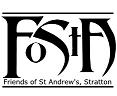 FoStA
Friends of St Andrew's, Stratton